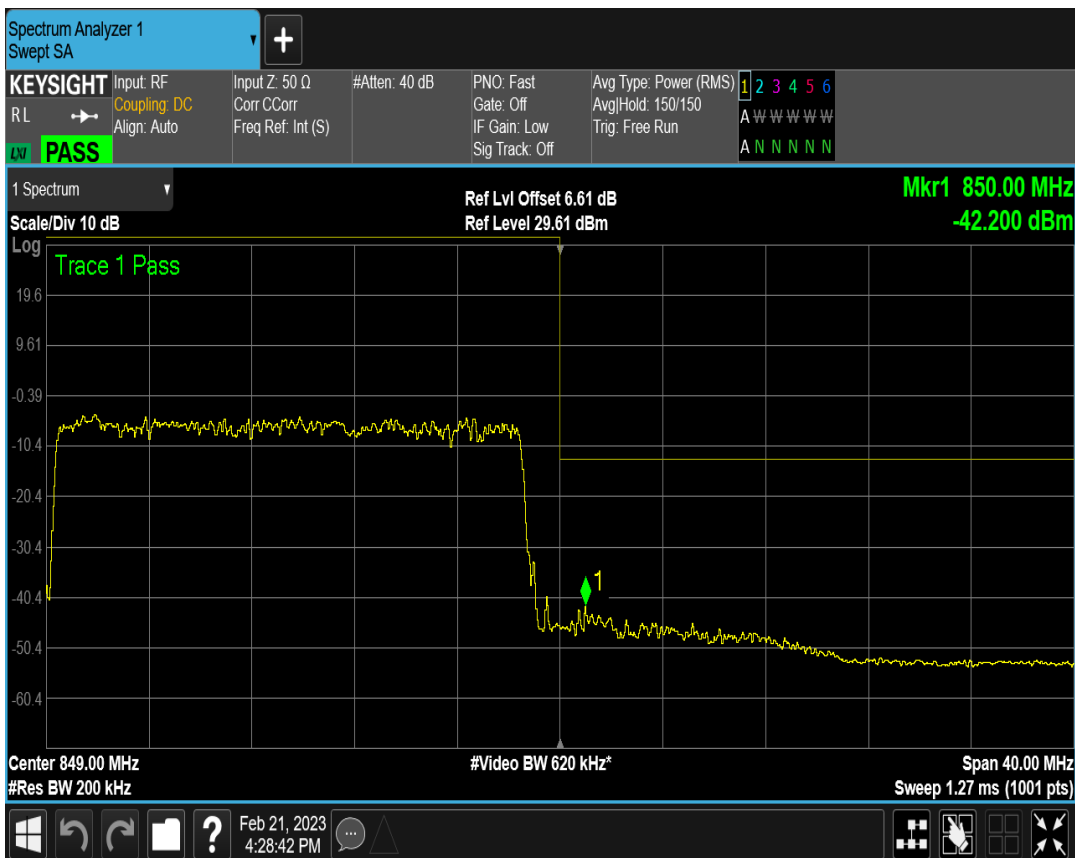 Spectrum Analyzer 1
Swept SA
+
KEYSIGHT
RL
LXI
PASS
Input: RF
Coupling: DC
Align: Auto
Input Z: 50 Ω
Corr CCorr
Freq Ref: Int (S)
#Atten: 40 dB
PNO: Fast
Gate: Off
IF Gain: Low
Sig Track: Off
Avg Type: Power (RMS)
Avg|Hold: 150/150
Trig: Free Run
1 2 3 4 5 6
A W W W W W
A N N N N N
1 Spectrum
Scale/Div 10 dB
Ref Lvl Offset 6.61 dB
Ref Level 29.61 dBm
Mkr1 850.00 MHz
-42.200 dBm
Log
Trace 1 Pass
19.6
9.61
-0.39
-10.4
-20.4
-30.4
-40.4
-50.4
-60.4
1
Center 849.00 MHz
#Video BW 620 kHz*
Span 40.00 MHz
#Res BW 200 kHz
Sweep 1.27 ms (1001 pts)
?
Feb 21, 2023
4:28:42 PM